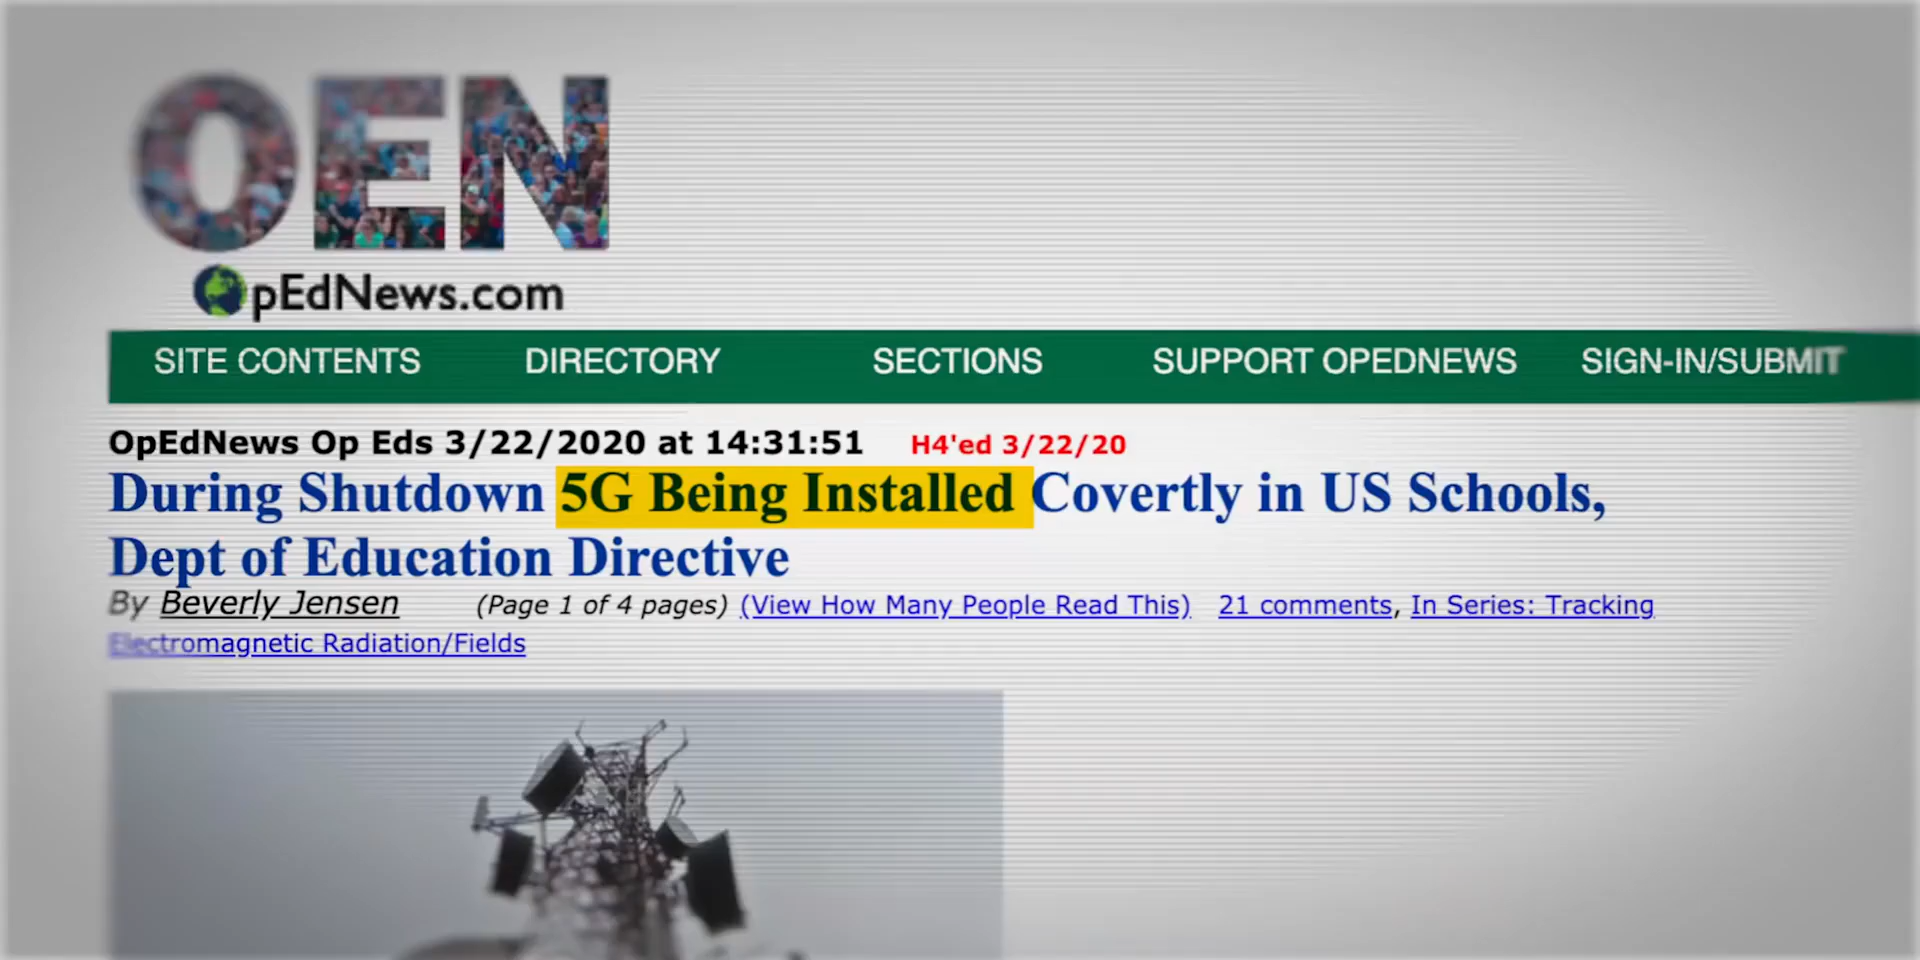 OEN
OpEdNews.com
SITE CONTENTS DIRECTORY SECTIONS SUPPORT OPEDNEWS SIGN-IN/SUBMIT
OpEdNews Op Eds 3/22/2020 at 14:31:51 H4'ed 3/22/20
During Shutdown 5G Being Installed Covertly in US Schools,
Dept of Education Directive
By Beverly Jensen (Page 1 of 4 pages) (View How Many People Read This) 21 comments, In Series: Tracking
Electromagnetic Radiation/Fields